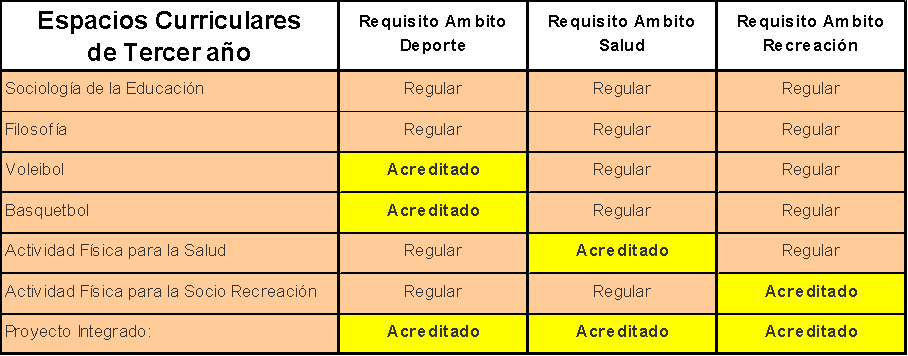 Espacios Curriculares de Tercer año | Requisito Ambito Deporte | Requisito Ambito Salud | Requisito Ambito Recreación
Sociología de la Educación | Regular | Regular | Regular
Filosofía | Regular | Regular | Regular
Voleibol | Acreditado | Regular | Regular
Basquetbol | Acreditado | Regular | Regular
Actividad Física para la Salud | Regular | Acreditado | Regular
Actividad Física para la Socio Recreación | Regular | Regular | Acreditado
Proyecto Integrado: | Acreditado | Acreditado | Acreditado